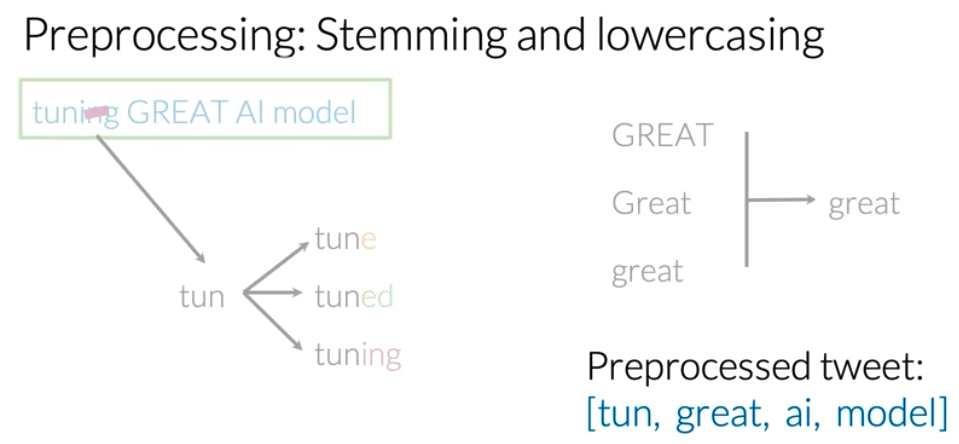 Preprocessing: Stemming and lowercasing
tuning GREAT AI model
tun
tune
tuned
tuning
GREAT
Great
great
great
Preprocessed tweet:
[tun, great, ai, model]